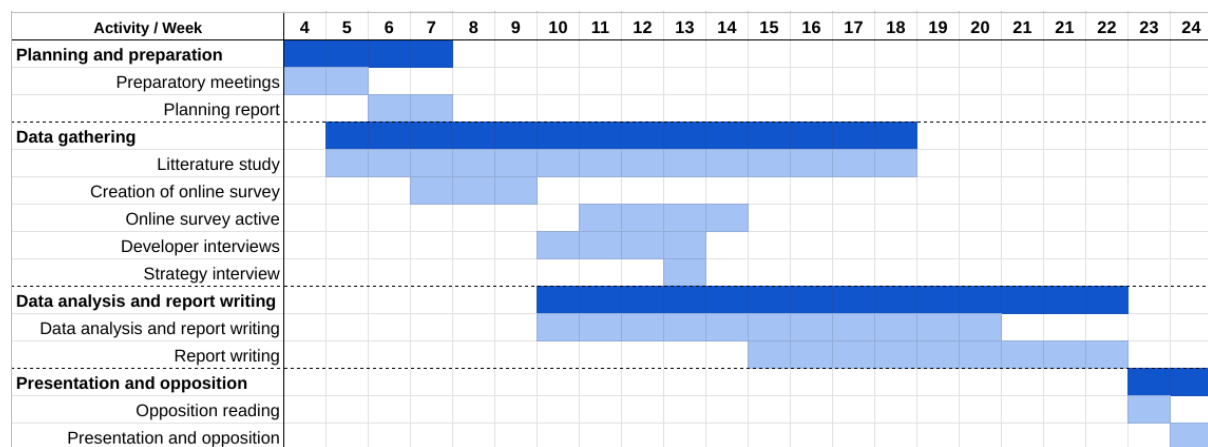 Activity / Week 4 5 6 7 8 9 10 11 12 13 14 15 16 17 18 19 20 21 21 22 23 24
Planning and preparation
Preparatory meetings
Planning report
Data gathering
Litterature study
Creation of online survey
Online survey active
Developer interviews
Strategy interview
Data analysis and report writing
Data analysis and report writing
Report writing
Presentation and opposition
Opposition reading
Presentation and opposition